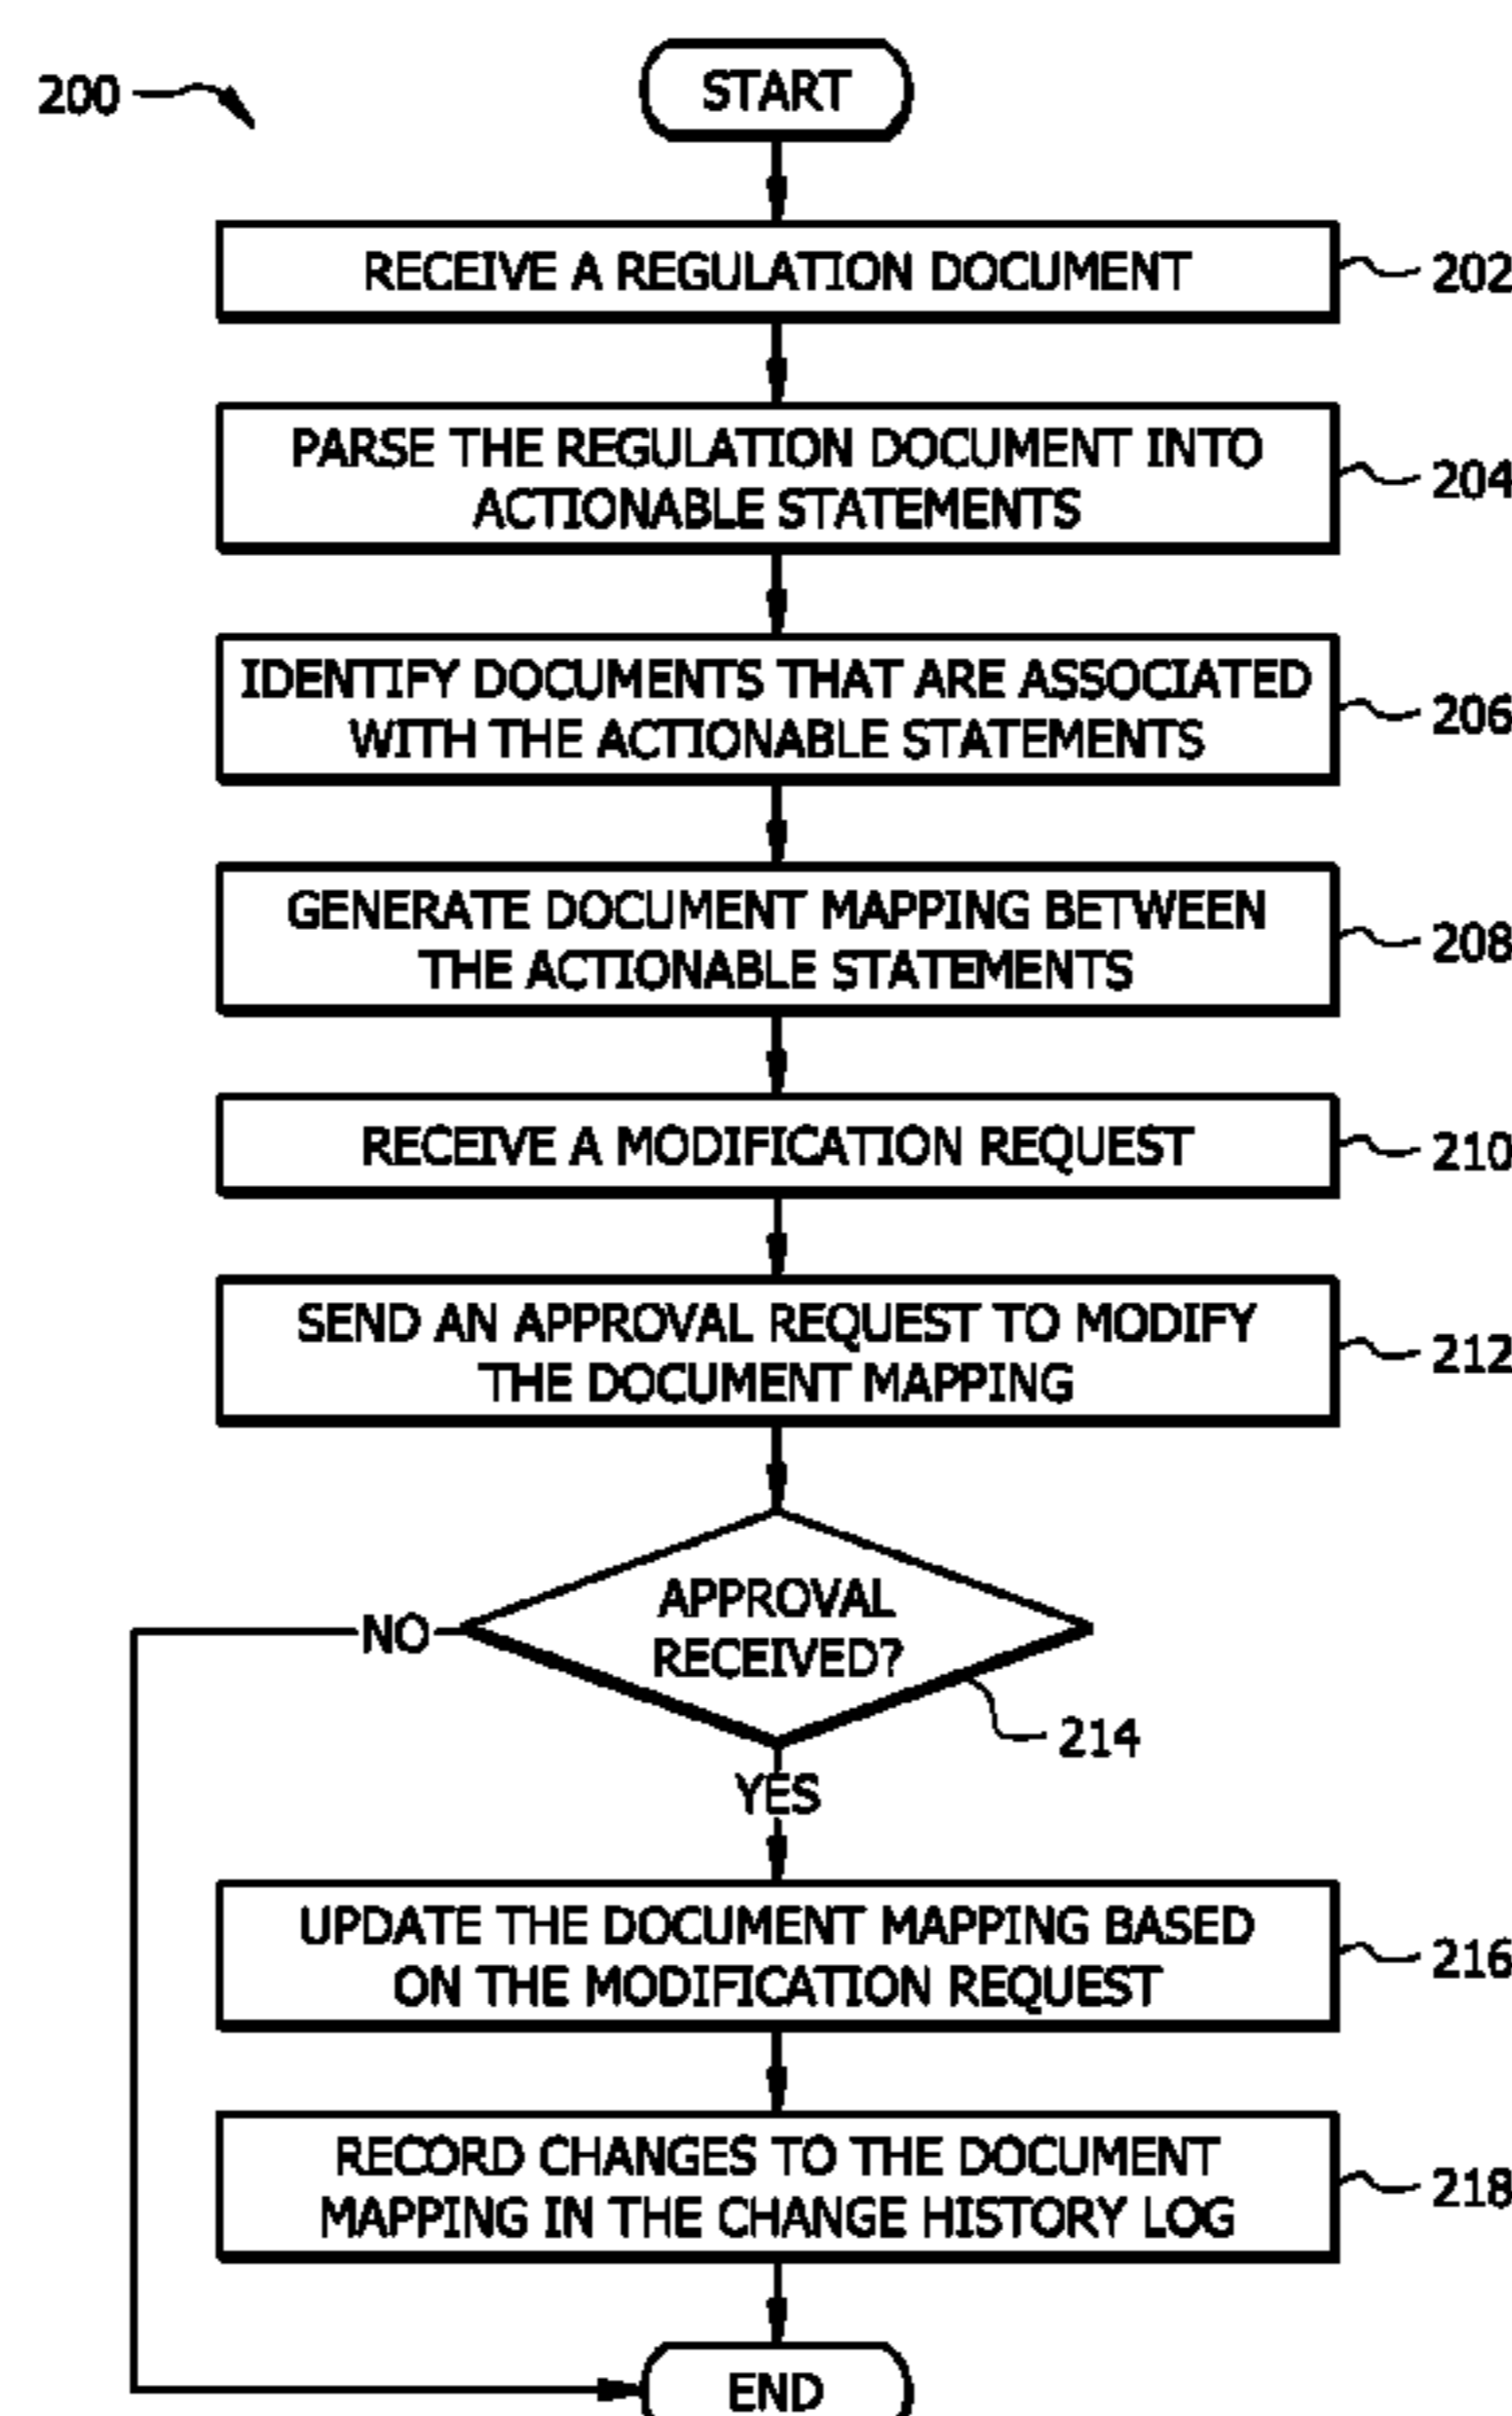 200
START
RECEIVE A REGULATION DOCUMENT
202
PARSE THE REGULATION DOCUMENT INTO
ACTIONABLE STATEMENTS
204
IDENTIFY DOCUMENTS THAT ARE ASSOCIATED
WITH THE ACTIONABLE STATEMENTS
206
GENERATE DOCUMENT MAPPING BETWEEN
THE ACTIONABLE STATEMENTS
208
RECEIVE A MODIFICATION REQUEST
210
SEND AN APPROVAL REQUEST TO MODIFY
THE DOCUMENT MAPPING
212
APPROVAL
RECEIVED?
NO
214
YES
UPDATE THE DOCUMENT MAPPING BASED
ON THE MODIFICATION REQUEST
216
RECORD CHANGES TO THE DOCUMENT
MAPPING IN THE CHANGE HISTORY LOG
218
END